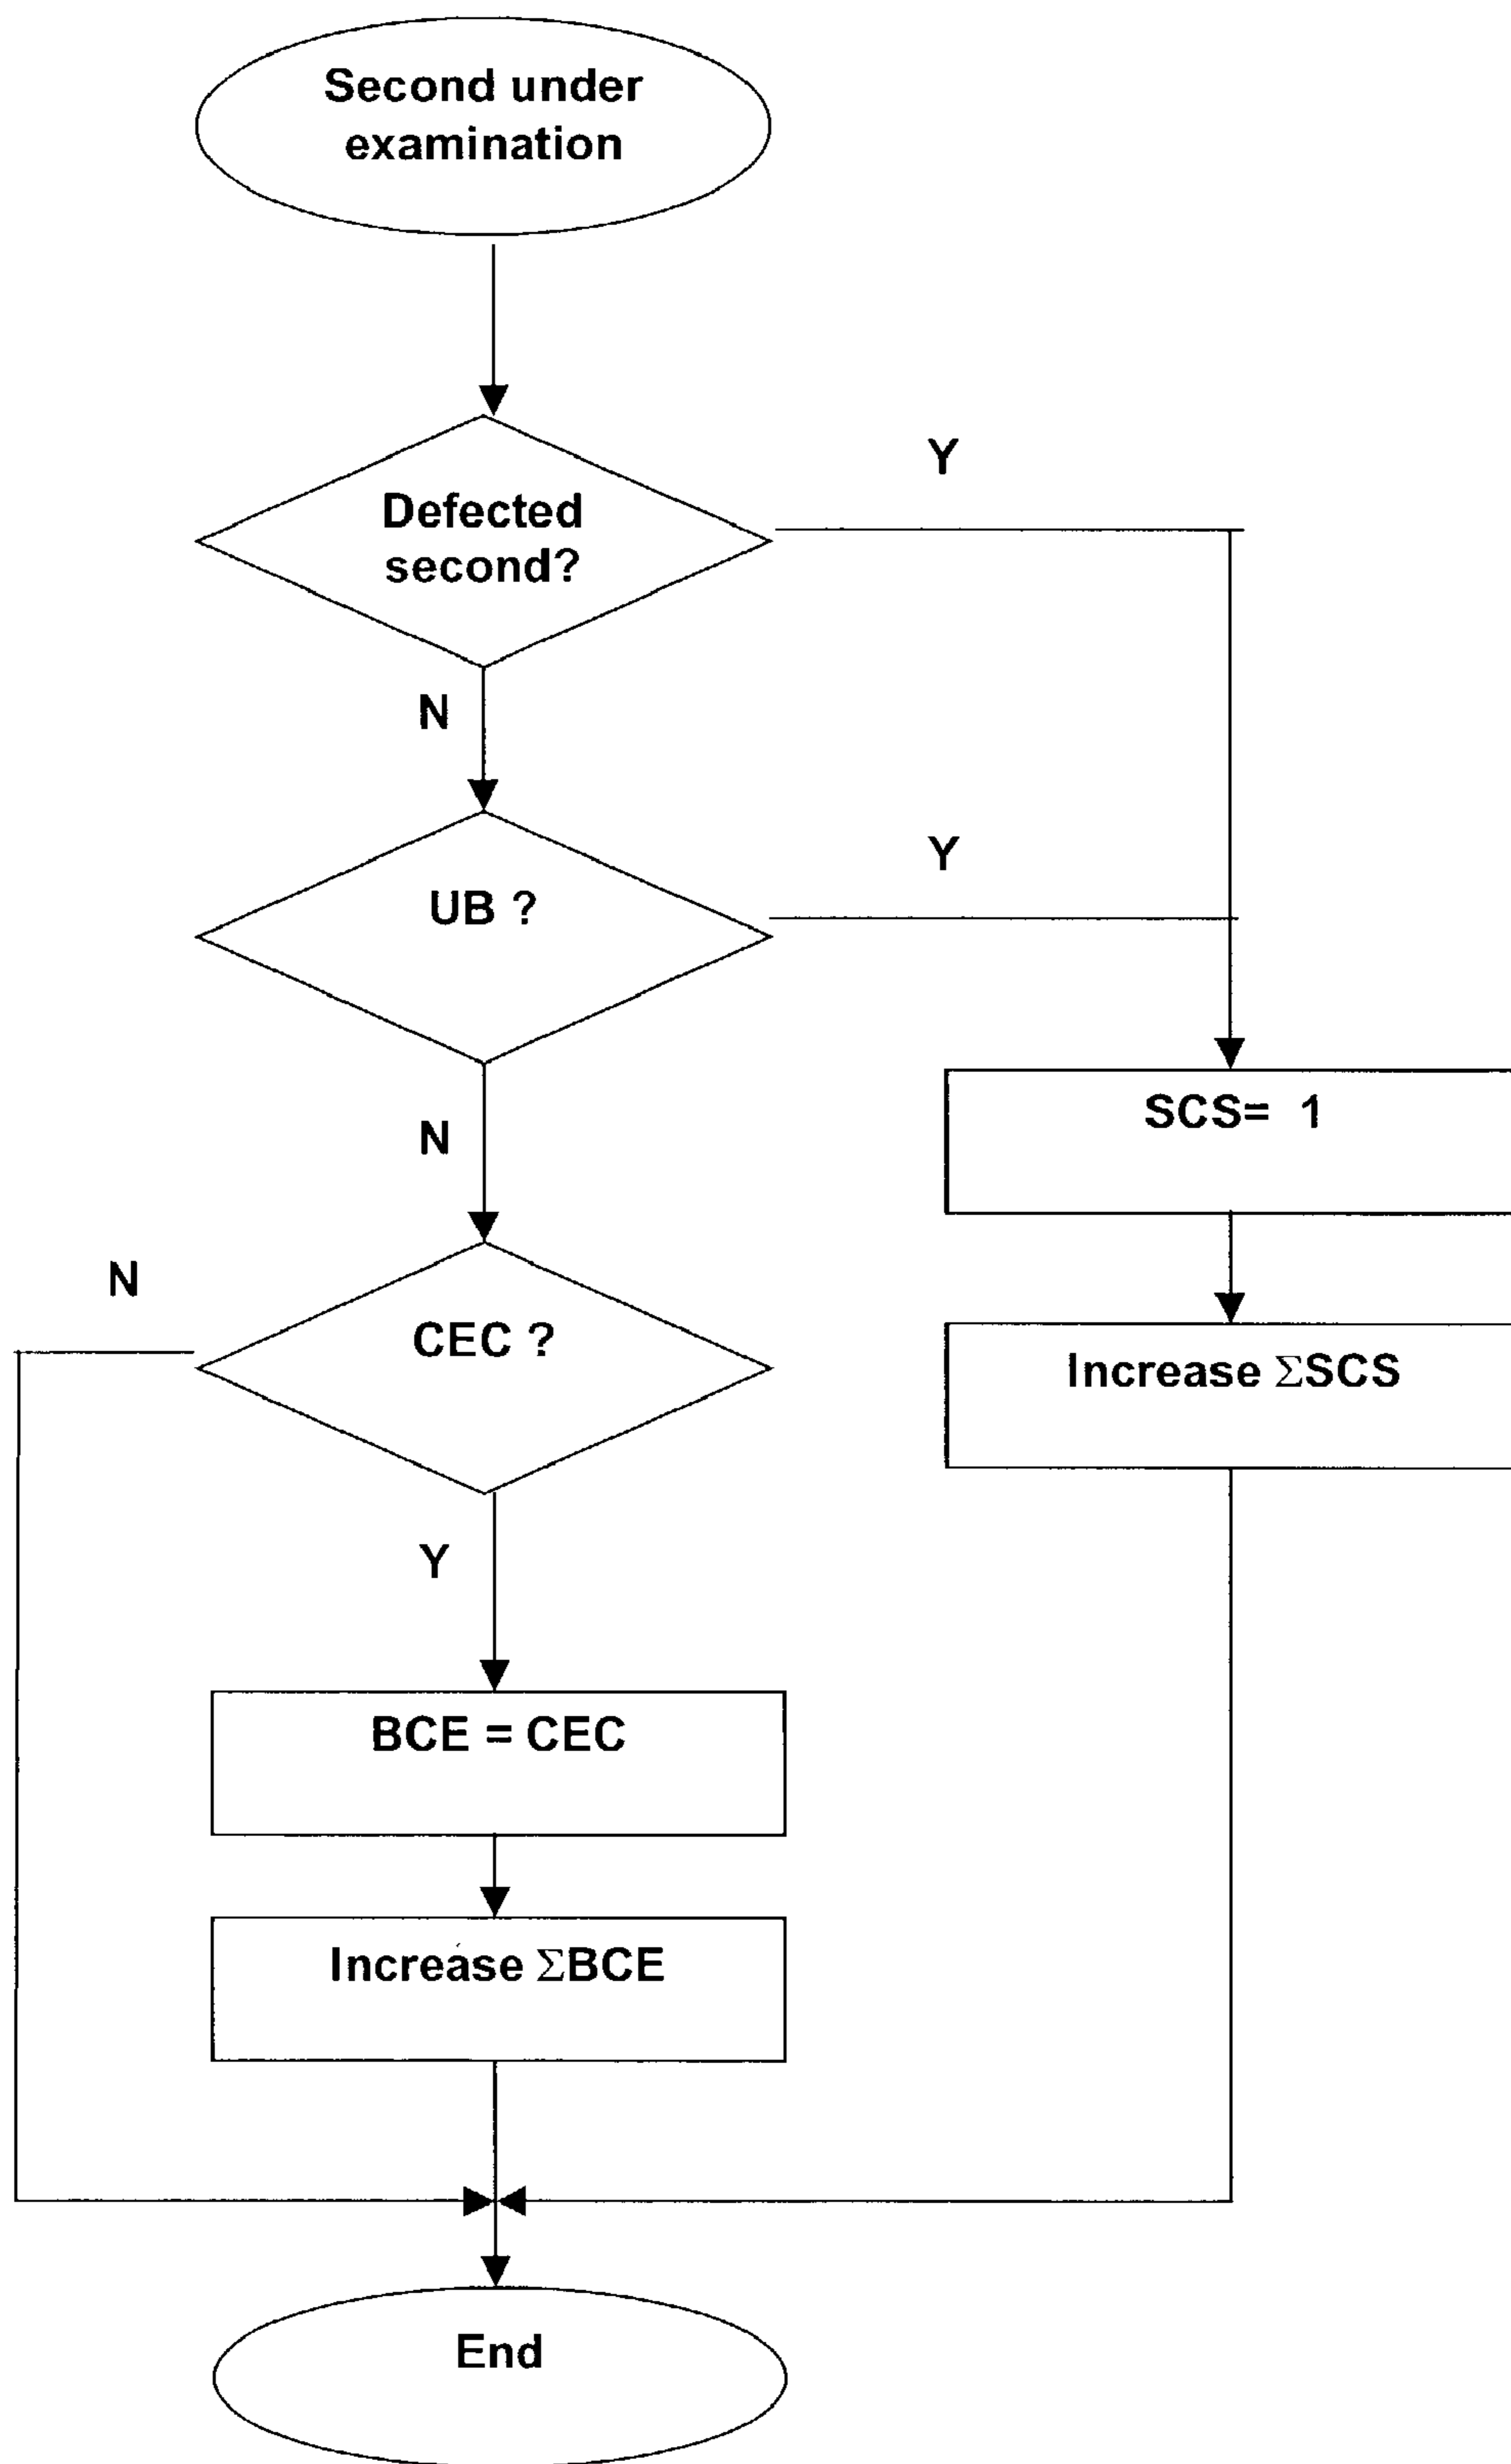 Second under
examination
Y
Defected
second?
N
Y
UB ?
N
SCS= 1
N
CEC ?
Increase ΣSCS
Y
BCE = CEC
Increase ΣBCE
End